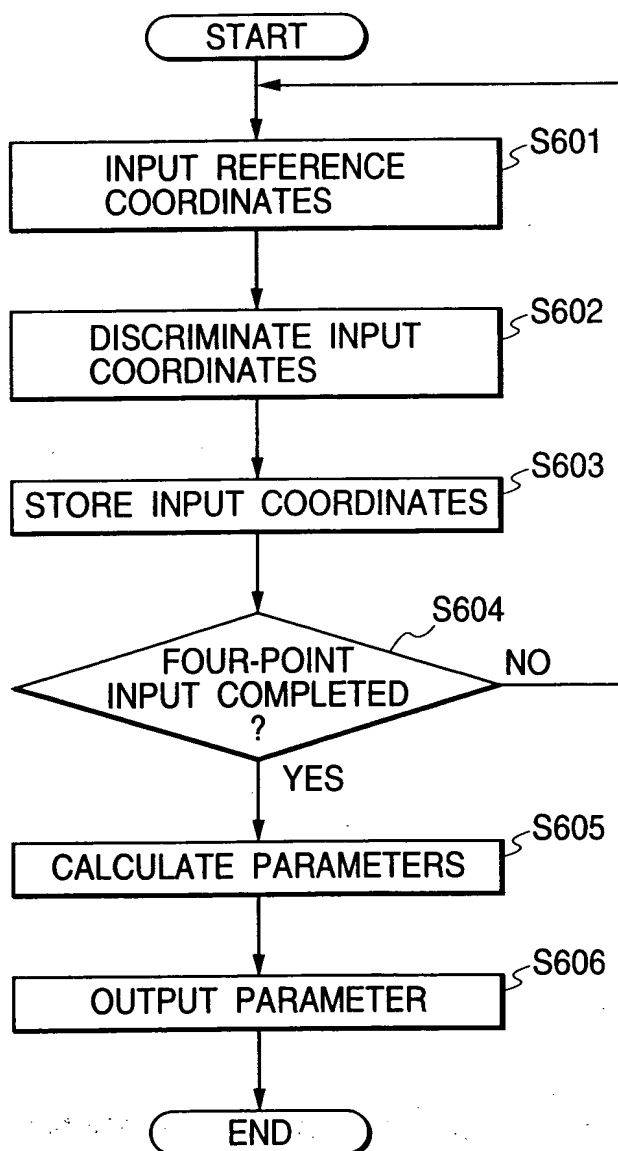 START
S601
INPUT REFERENCE
COORDINATES
S602
DISCRIMINATE INPUT
COORDINATES
S603
STORE INPUT COORDINATES
S604
FOUR-POINT
INPUT COMPLETED
?
NO
YES
S605
CALCULATE PARAMETERS
S606
OUTPUT PARAMETER
END